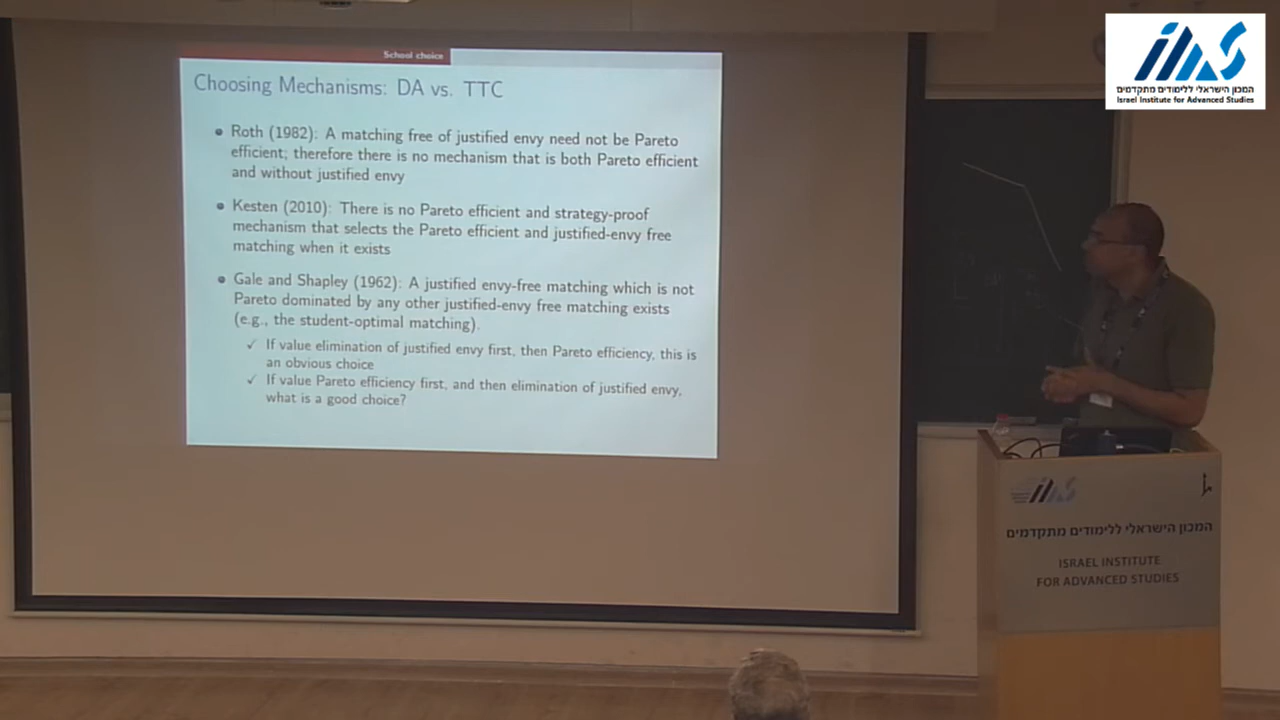 School choice
Choosing Mechanisms: DA vs. TTC
Roth (1982): A matching free of justified envy need not be Pareto
efficient; therefore there is no mechanism that is both Pareto efficient
and without justified envy
Kesten (2010): There is no Pareto efficient and strategy-proof
mechanism that selects the Pareto efficient and justified-envy free
matching when it exists
Gale and Shapley (1962): A justified envy-free matching which is not
Pareto dominated by any other justified-envy free matching exists
(e.g., the student-optimal matching).
✓ If value elimination of justified envy first, then Pareto efficiency, this is
an obvious choice
✓ If value Pareto efficiency first, and then elimination of justified envy,
what is a good choice?
המכון הישראלי ללימודים מתקדמים
Israel Institute for Advanced Studies
המכון הישראלי ללימודים מתקדמים
ISRAEL INSTITUTE
FOR ADVANCED STUDIES